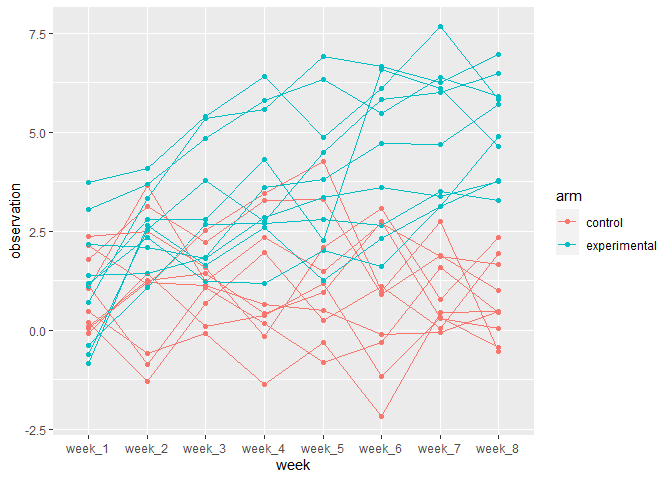 7.5
5.0
2.5
0.0
-2.5
observation
week_1 week_2 week_3 week_4 week_5 week_6 week_7 week_8
week
arm
control
experimental